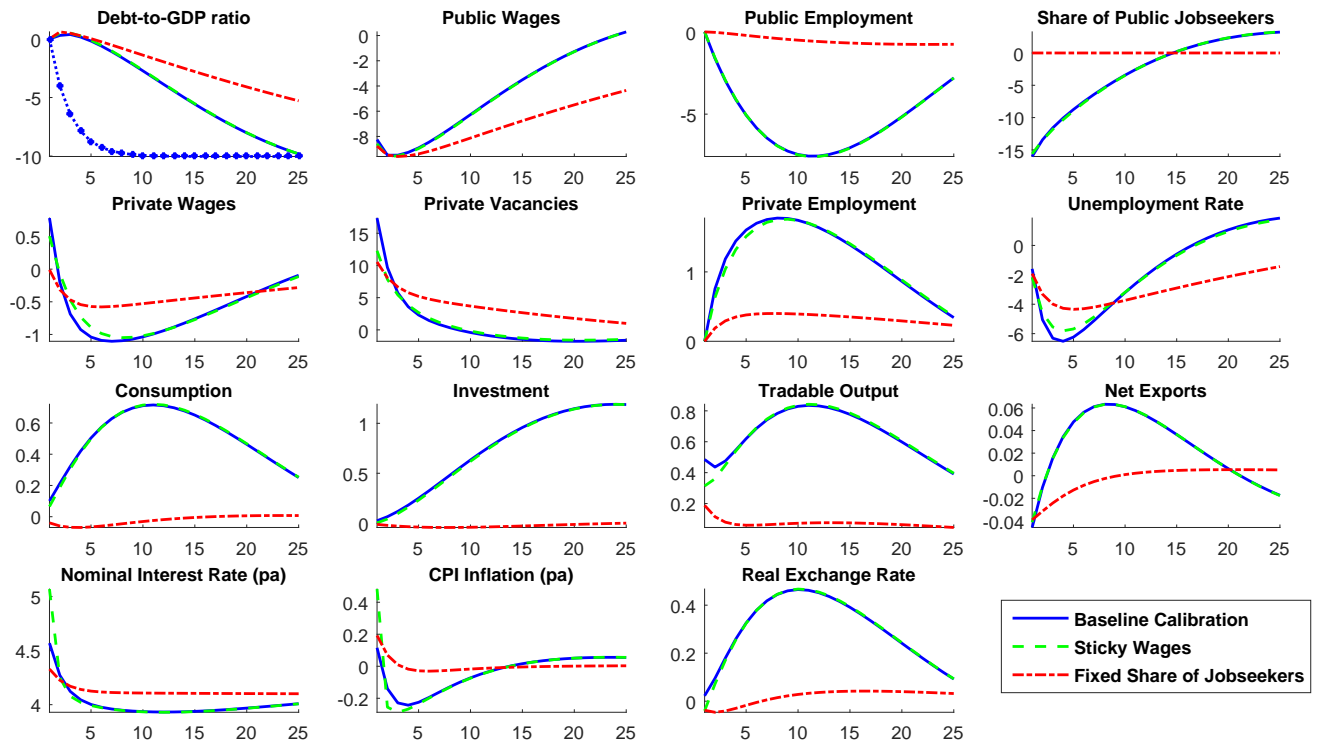 Debt-to-GDP ratio
0
-5
-10
5 10 15 20 25
Public Wages
0
-2
-4
-6
-8
5 10 15 20 25
Public Employment
0
-5
5 10 15 20 25
Share of Public Jobseekers
0
-5
-10
-15
5 10 15 20 25
Private Wages
0.5
0
-0.5
-1
5 10 15 20 25
Private Vacancies
15
10
5
0
5 10 15 20 25
Private Employment
1
0
5 10 15 20 25
Unemployment Rate
0
-2
-4
-6
5 10 15 20 25
Consumption
0.6
0.4
0.2
0
5 10 15 20 25
Investment
1
0.5
0
5 10 15 20 25
Tradable Output
0.8
0.6
0.4
0.2
5 10 15 20 25
Net Exports
0.06
0.04
0.02
0
-0.02
-0.04
5 10 15 20 25
Nominal Interest Rate (pa)
5
4.5
4
5 10 15 20 25
CPI Inflation (pa)
0.4
0.2
0
-0.2
5 10 15 20 25
Real Exchange Rate
0.4
0.2
0
5 10 15 20 25
Baseline Calibration
Sticky Wages
Fixed Share of Jobseekers